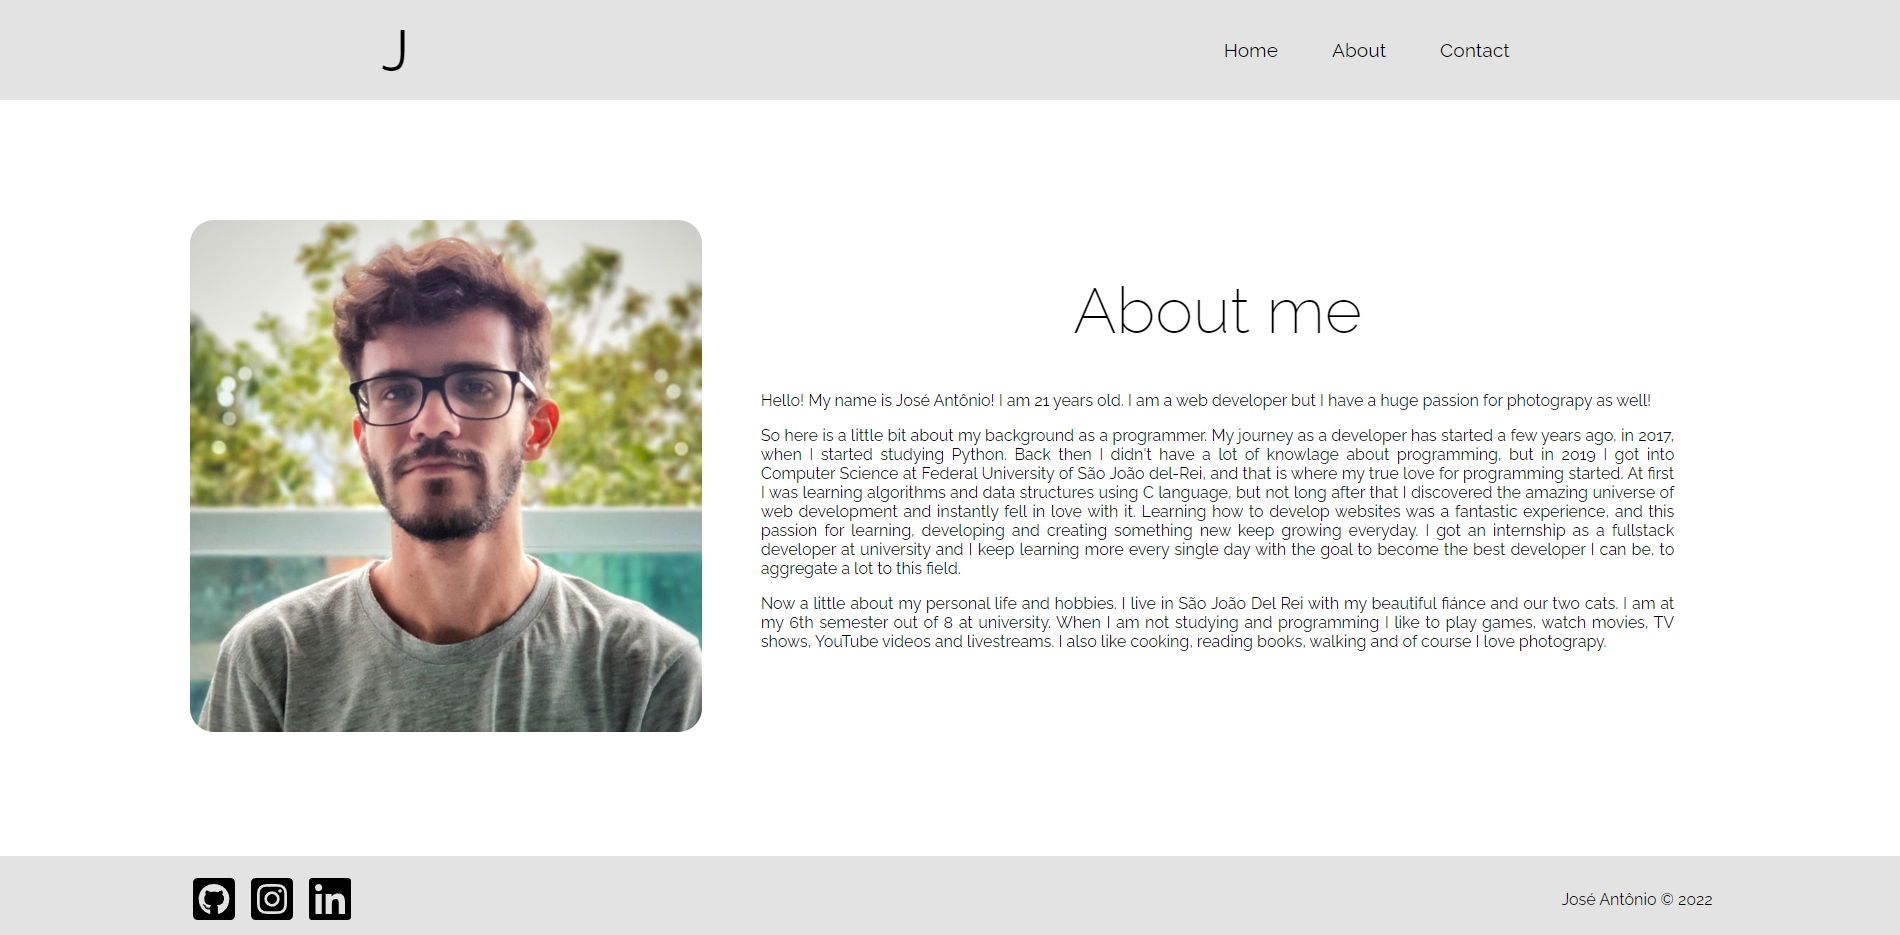 J
Home About Contact
About me
Hello! My name is José Antônio! I am 21 years old. I am a web developer but I have a huge passion for photograpy as well!
So here is a little bit about my background as a programmer. My journey as a developer has started a few years ago, in 2017,
when I started studying Python. Back then I didn't have a lot of knowlage about programming, but in 2019 I got into
Computer Science at Federal University of São João del-Rei, and that is where my true love for programming started. At first
I was learning algorithms and data structures using C language, but not long after that I discovered the amazing universe of
web development and instantly fell in love with it. Learning how to develop websites was a fantastic experience, and this
passion for learning, developing and creating something new keep growing everyday. I got an internship as a fullstack
developer at university and I keep learning more every single day with the goal to become the best developer I can be, to
aggregate a lot to this field.
Now a little about my personal life and hobbies. I live in São João Del Rei with my beautiful fiánce and our two cats. I am at
my 6th semester out of 8 at university. When I am not studying and programming I like to play games, watch movies, TV
shows, YouTube videos and livestreams. I also like cooking, reading books, walking and of course I love photograpy.
in
José Antônio © 2022